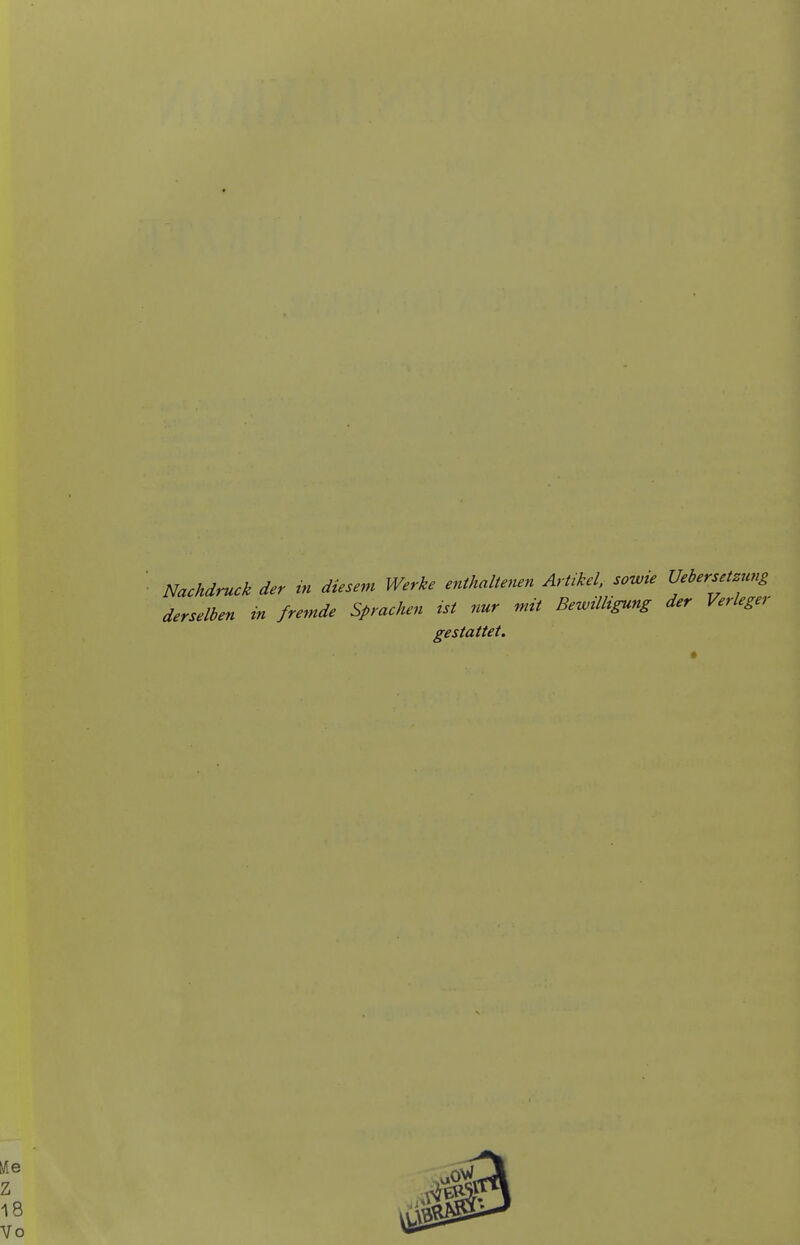 Nachdruck der in diesem Werke enthaltenen Artikel, sowie Uebersetzung
derselben in fremde Sprachen ist nur mit Bewilligung der Verleger
gestattet.
Me
Z
18
Vo
LIBRARY: